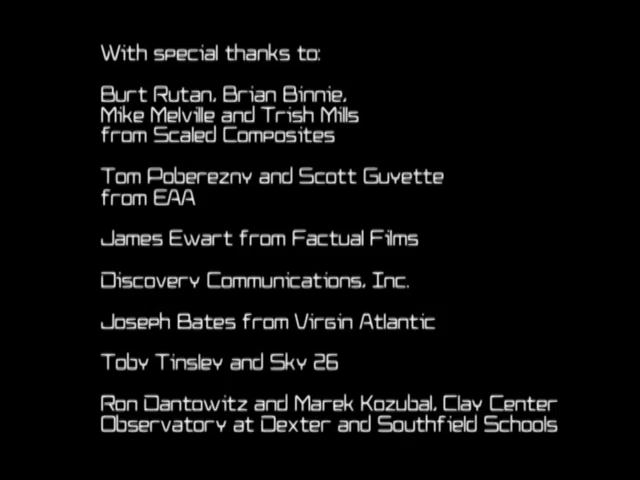 With special thanks to:
Burt Rutan, Brian Binnie,
Mike Melville and Trish Mills
from Scaled Composites
Tom Poberezny and Scott Guyette
from EAA
James Ewart from Factual Films
Discovery Communications, Inc.
Joseph Bates from Virgin Atlantic
Toby Tinsley and Sky 26
Ron Dantowitz and Marek Kozubal, Clay Center
Observatory at Dexter and Southfield Schools